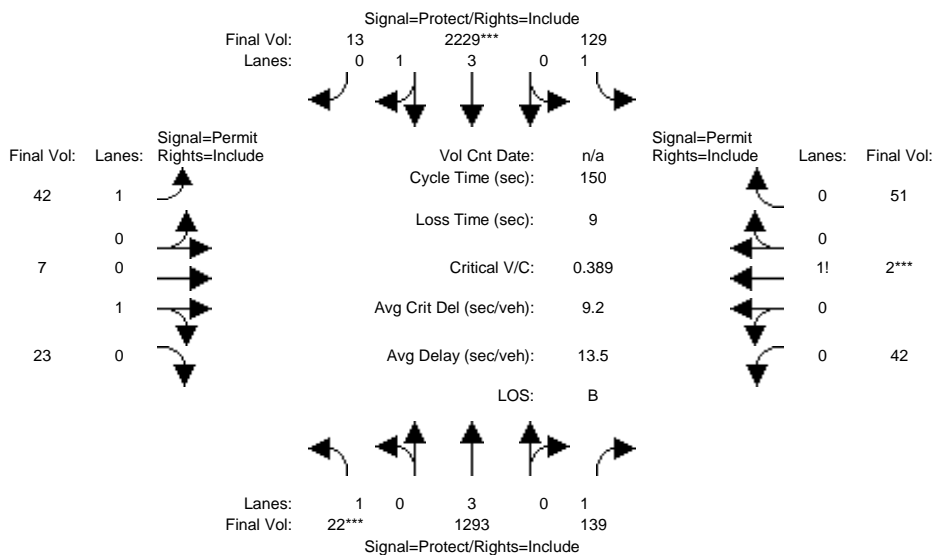 Signal=Protect/Rights=Include
Final Vol: 13 2229*** 129
Lanes: 0 1 3 0 1
Signal=Permit
Final Vol: Lanes: Rights=Include
Vol Cnt Date: n/a
Signal=Permit
Rights=Include Lanes: Final Vol:
Cycle Time (sec): 150
42 1
0 51
Loss Time (sec): 9
0
0
7 0
Critical V/C: 0.389
1! 2***
1
Avg Crit Del (sec/veh): 9.2
0
23 0
Avg Delay (sec/veh): 13.5
0 42
LOS: B
Lanes: 1 0 3 0 1
Final Vol: 22*** 1293 139
Signal=Protect/Rights=Include